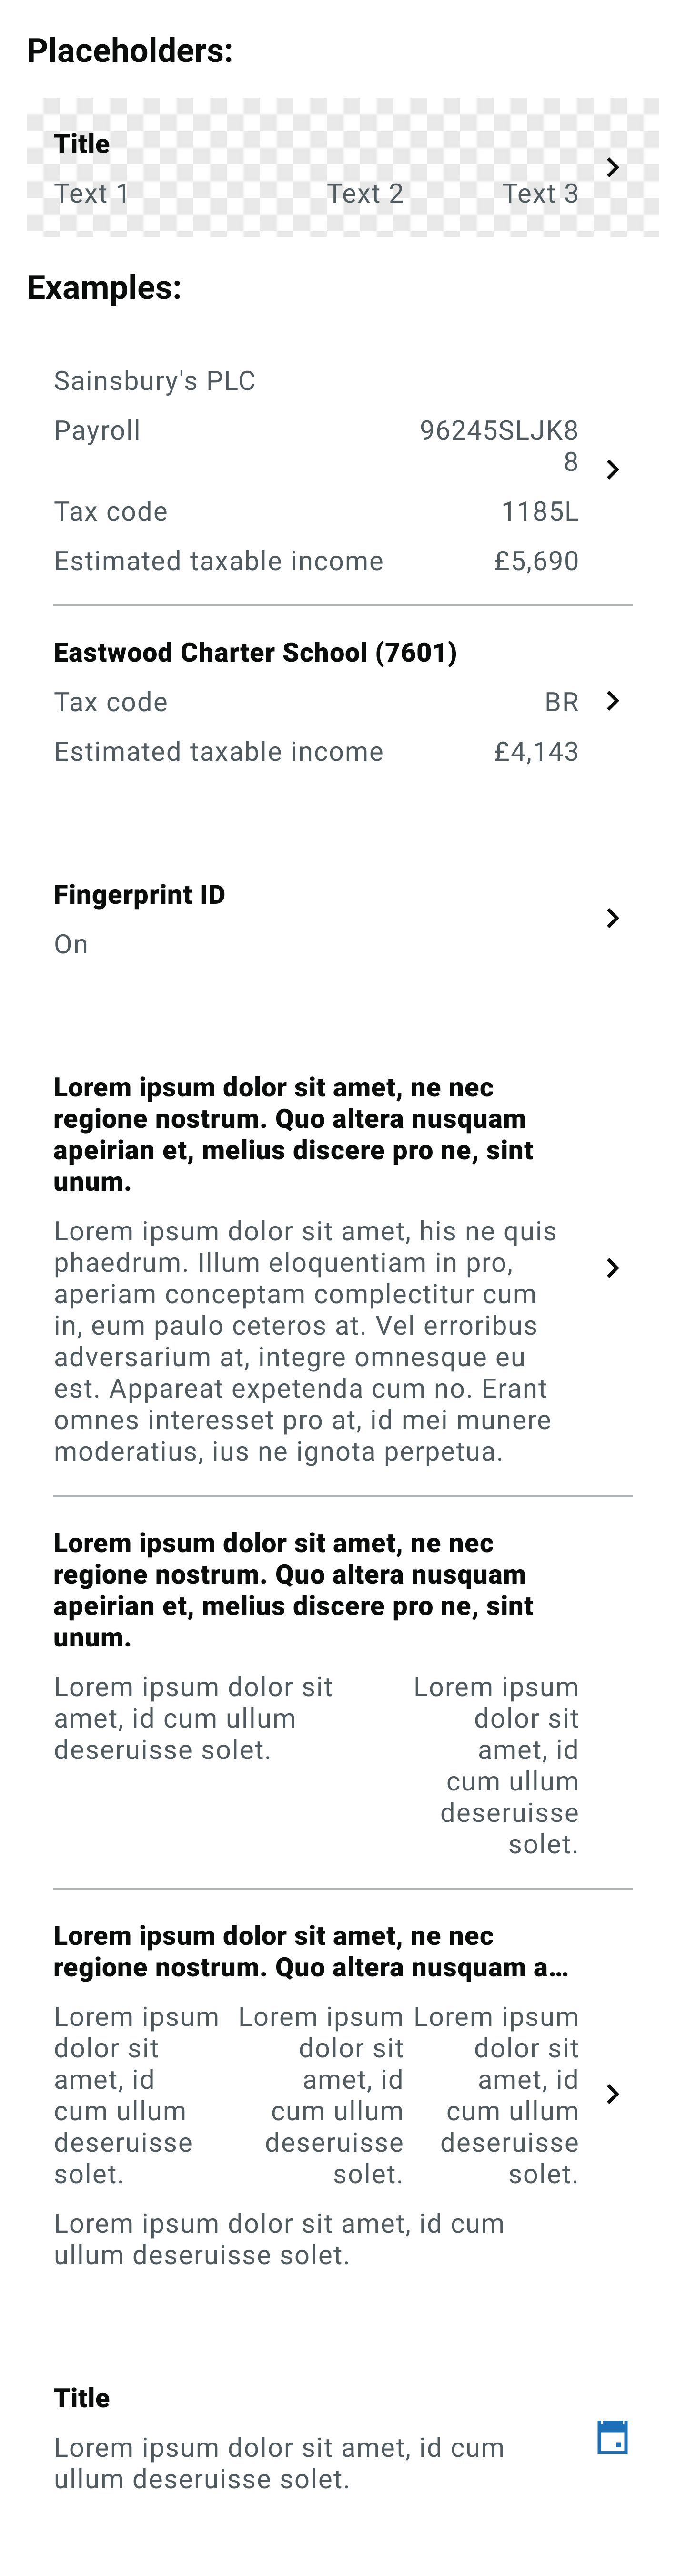 Placeholders:
Title
Text 1 Text 2 Text 3
Examples:
Sainsbury's PLC
Payroll 96245SLJK8
8
Tax code 1185L
Estimated taxable income £5,690
Eastwood Charter School (7601)
Tax code BR
Estimated taxable income £4,143
Fingerprint ID
On
Lorem ipsum dolor sit amet, ne nec
regione nostrum. Quo altera nusquam
apeirian et, melius discere pro ne, sint
unum.
Lorem ipsum dolor sit amet, his ne quis
phaedrum. Illum eloquentiam in pro,
aperiam conceptam complectitur cum
in, eum paulo ceteros at. Vel erroribus
adversarium at, integre omnesque eu
est. Appareat expetenda cum no. Erant
omnes interesset pro at, id mei munere
moderatius, ius ne ignota perpetua.
Lorem ipsum dolor sit amet, ne nec
regione nostrum. Quo altera nusquam
apeirian et, melius discere pro ne, sint
unum.
Lorem ipsum dolor sit
amet, id cum ullum
deseruisse solet.
Lorem ipsum
dolor sit
amet, id
cum ullum
deseruisse
solet.
Lorem ipsum dolor sit amet, ne nec
regione nostrum. Quo altera nusquam a…
Lorem ipsum
dolor sit
amet, id
cum ullum
deseruisse
solet.
Lorem ipsum
dolor sit
amet, id
cum ullum
deseruisse
solet.
Lorem ipsum
dolor sit
amet, id
cum ullum
deseruisse
solet.
Lorem ipsum dolor sit amet, id cum
ullum deseruisse solet.
Title
Lorem ipsum dolor sit amet, id cum
ullum deseruisse solet.